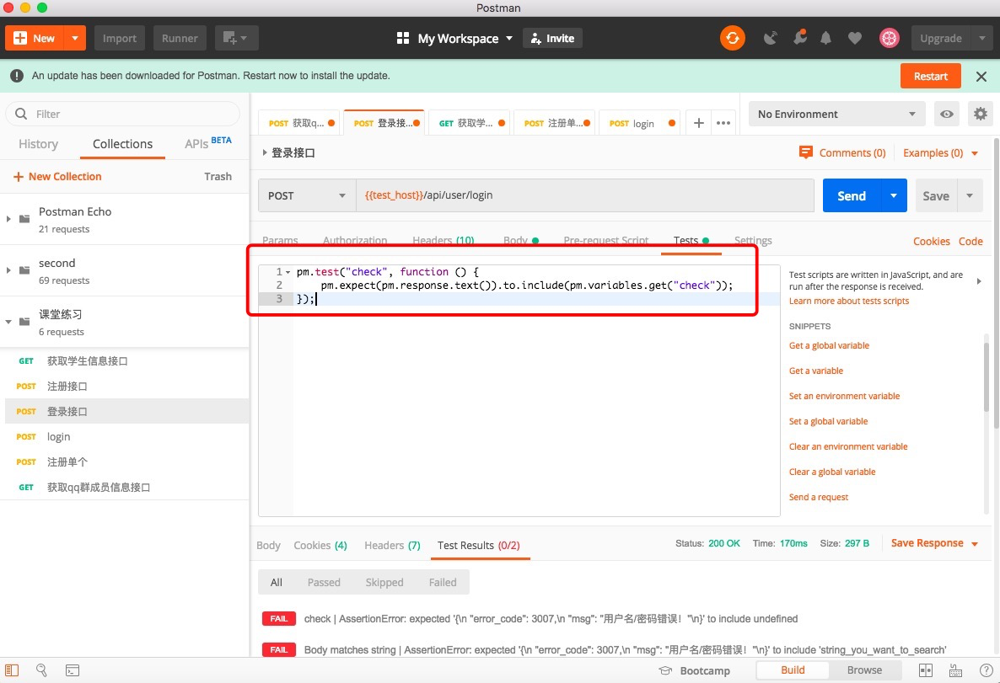 Postman
New
Import
Runner
My Workspace
Invite
Upgrade
An update has been downloaded for Postman. Restart now to install the update.
Restart
Filter
History
Collections
APIs BETA
New Collection
Trash
Postman Echo
21 requests
second
69 requests
课堂练习
6 requests
GET 获取学生信息接口
POST 注册接口
POST 登录接口
POST login
POST 注册单个
GET 获取qq群成员信息接口
POST 获取q...
POST 登录接...
GET 获取学...
POST 注册单...
POST login
No Environment
登录接口
Comments (0)
Examples (0)
POST
{{test_host}}/api/user/login
Send
Save
Params
Authorization
Headers (10)
Body
Pre-request Script
Tests
Settings
Cookies
Code
1 pm.test("check", function () {
2 pm.expect(pm.response.text()).to.include(pm.variables.get("check"));
3 });
Test scripts are written in JavaScript, and are
run after the response is received.
Learn more about tests scripts
SNIPPETS
Get a global variable
Get a variable
Set an environment variable
Set a global variable
Clear an environment variable
Clear a global variable
Send a request
Body
Cookies (4)
Headers (7)
Test Results (0/2)
Status: 200 OK
Time: 170ms
Size: 297 B
Save Response
All
Passed
Skipped
Failed
FAIL check | AssertionError: expected '{\n "error_code": 3007,\n "msg": "用户名/密码错误！"\n}' to include undefined
FAIL Body matches string | AssertionError: expected '{\n "error_code": 3007,\n "msg": "用户名/密码错误！"\n}' to include 'string_you_want_to_search'
Bootcamp
Build
Browse